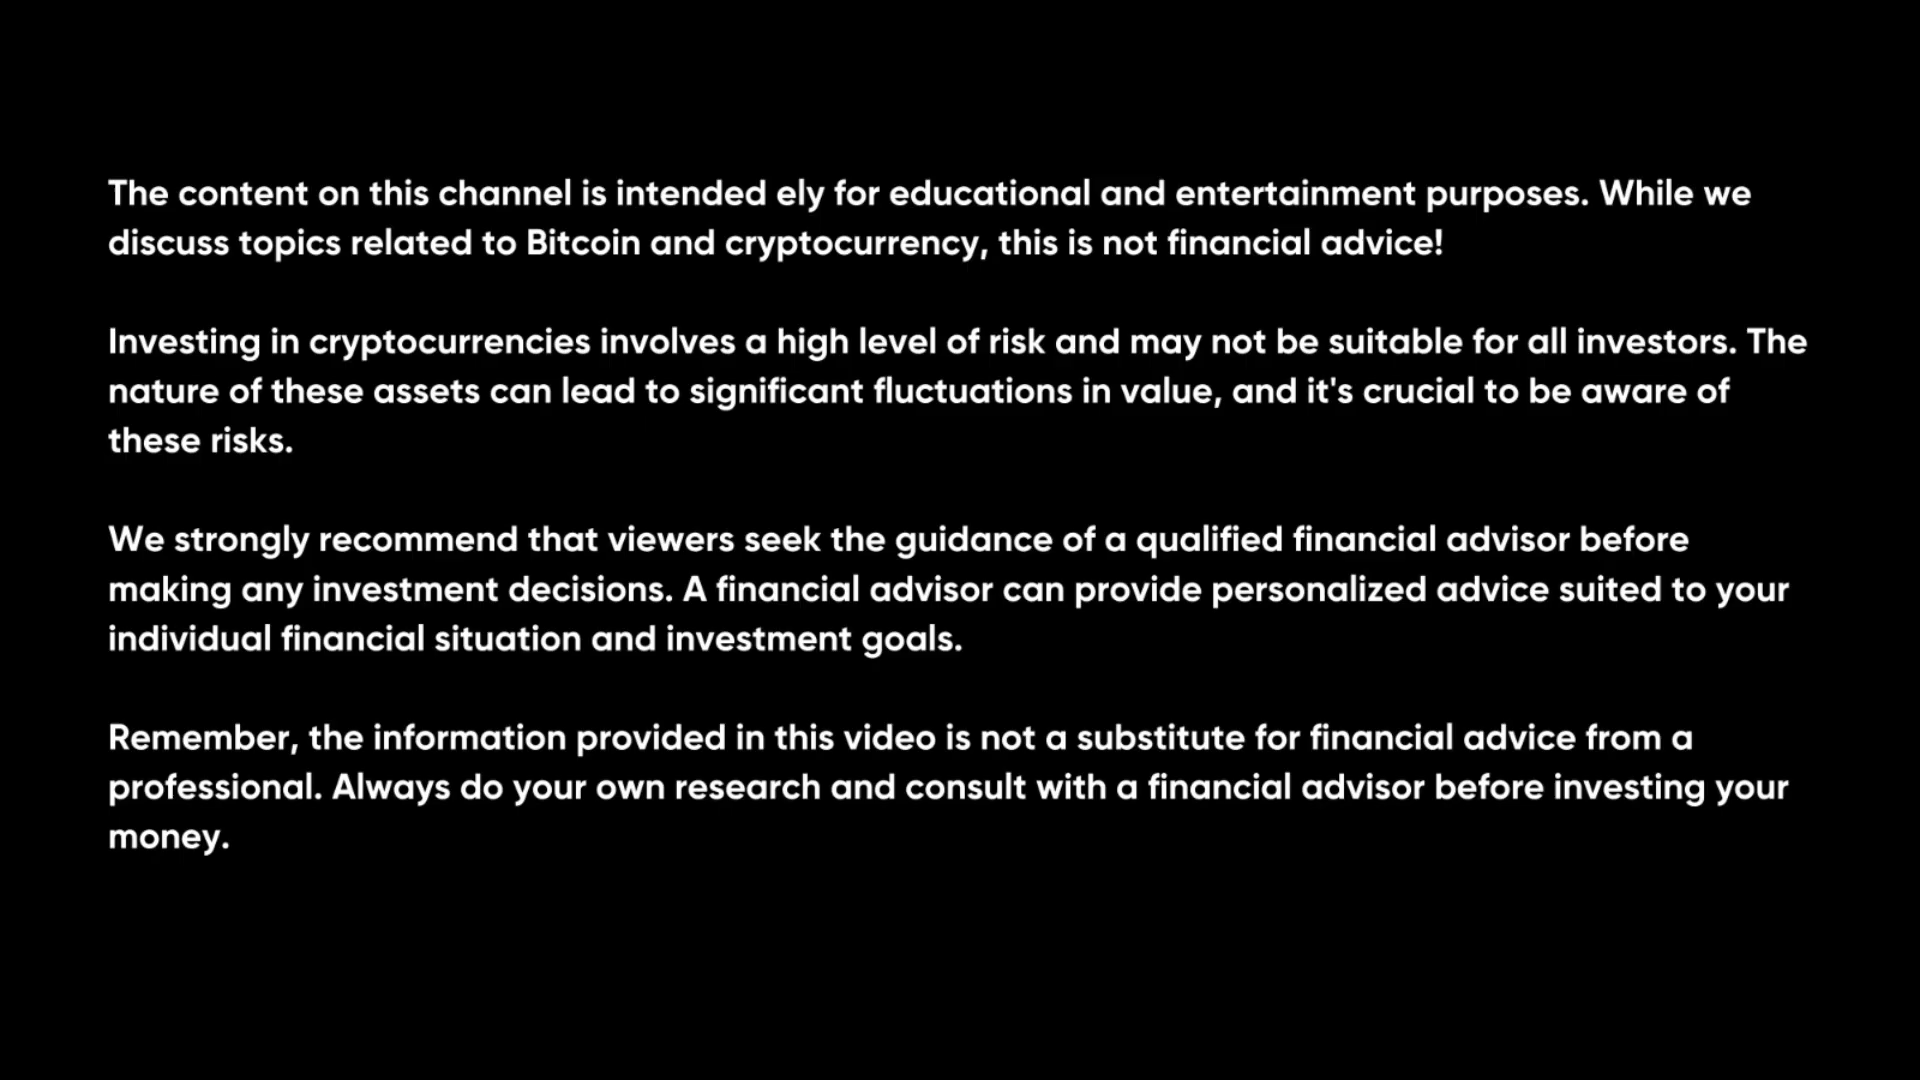 The content on this channel is intended ely for educational and entertainment purposes. While we
discuss topics related to Bitcoin and cryptocurrency, this is not financial advice!
Investing in cryptocurrencies involves a high level of risk and may not be suitable for all investors. The
nature of these assets can lead to significant fluctuations in value, and it's crucial to be aware of
these risks.
We strongly recommend that viewers seek the guidance of a qualified financial advisor before
making any investment decisions. A financial advisor can provide personalized advice suited to your
individual financial situation and investment goals.
Remember, the information provided in this video is not a substitute for financial advice from a
professional. Always do your own research and consult with a financial advisor before investing your
money.